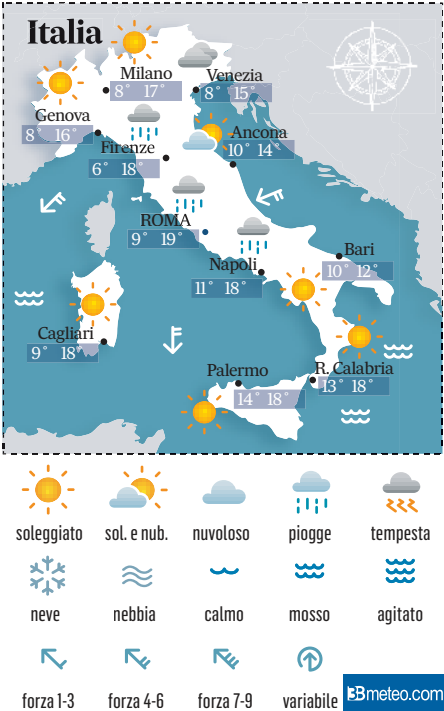 Italia
Milano
8° 17°
Venezia
8° 15°
Genova
8° 16°
Ancona
10° 14°
Firenze
6° 18°
ROMA
9° 19°
Napoli
11° 18°
Bari
10° 12°
Cagliari
9° 18°
Palermo
14° 18°
R. Calabria
13° 18°
soleggiato sol. e nub. nuvoloso piogge tempesta
neve nebbia calmo mosso agitato
forza 1-3 forza 4-6 forza 7-9 variabile
3Bmeteo.com